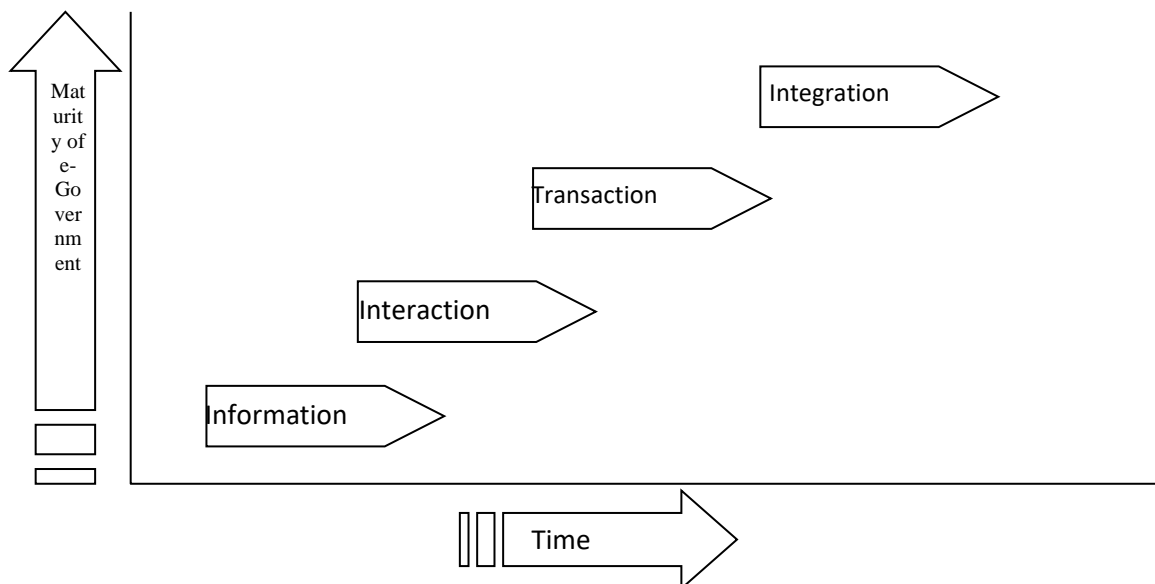 Mat
urit
y of
e-
Go
ver
nm
ent
Integration
Transaction
Interaction
Information
Time